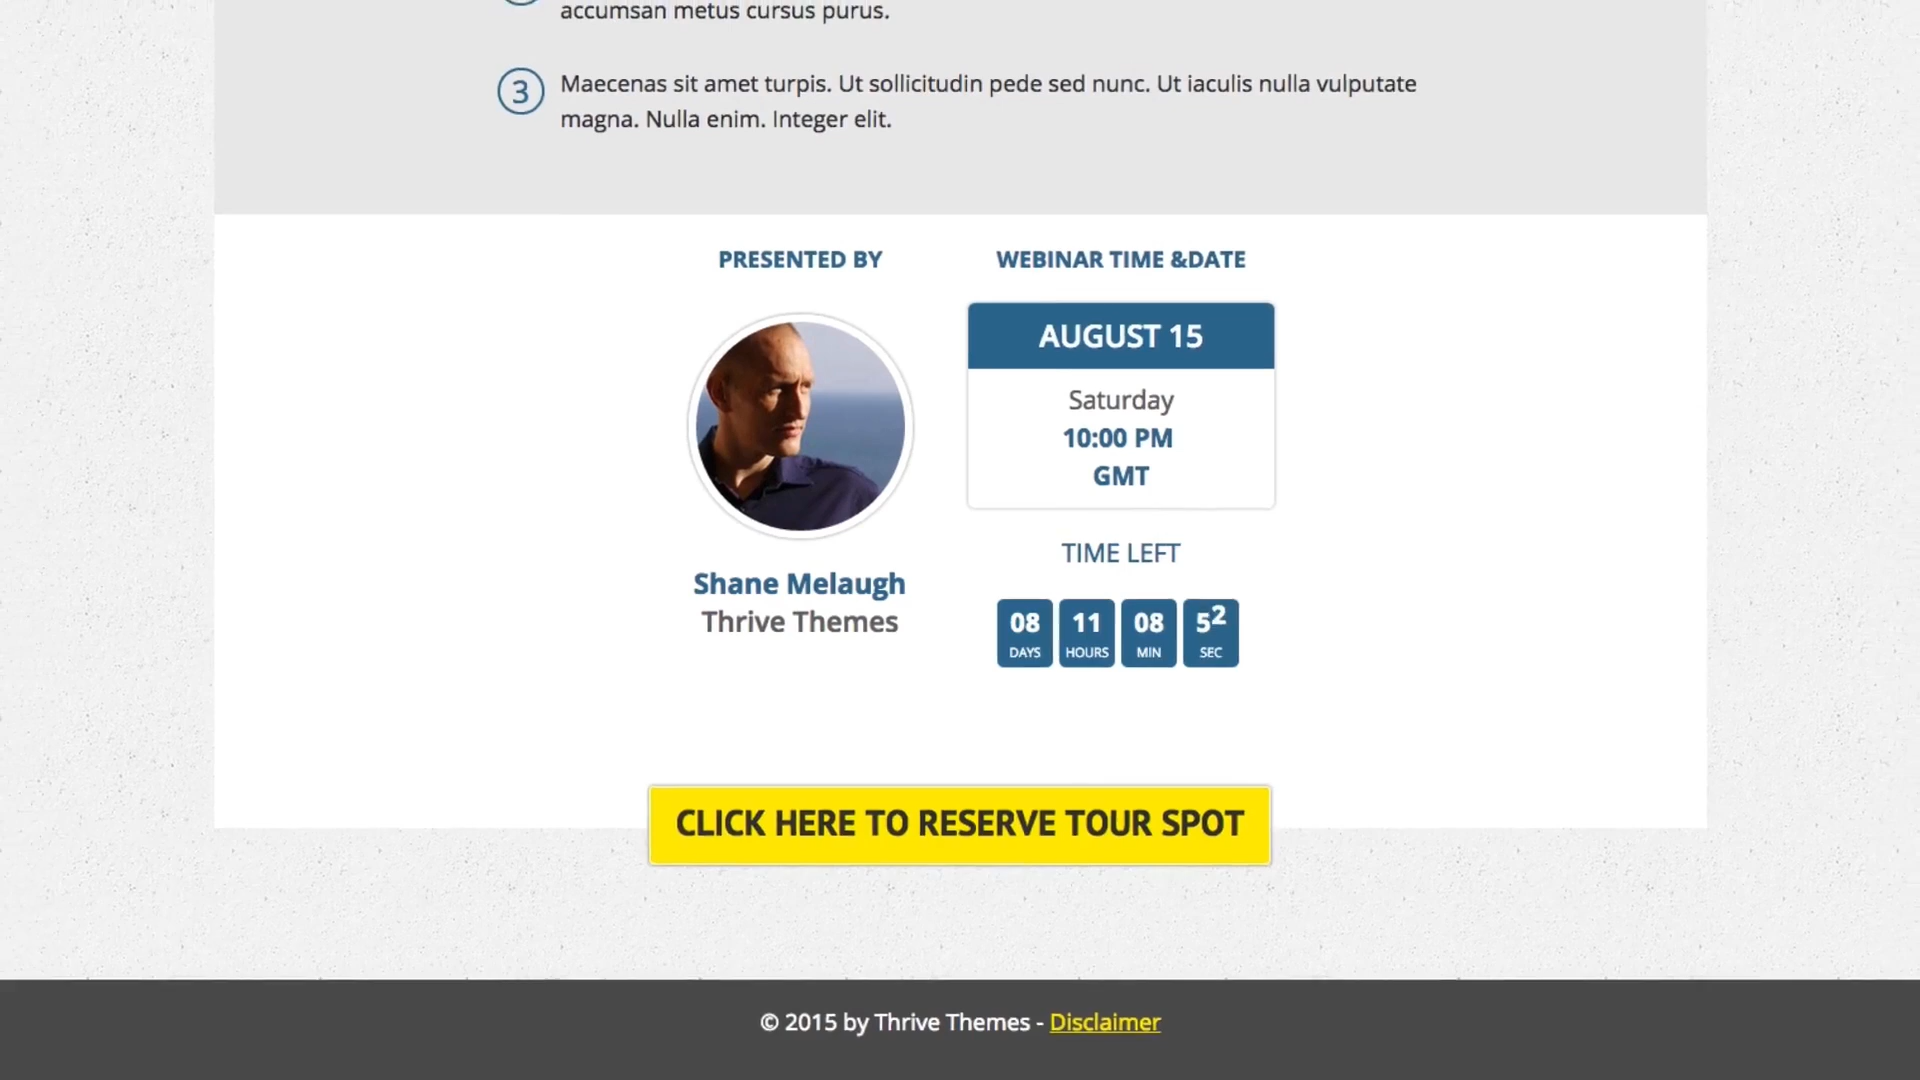 accumsan metus cursus purus.
3
Maecenas sit amet turpis. Ut sollicitudin pede sed nunc. Ut iaculis nulla vulputate
magna. Nulla enim. Integer elit.
PRESENTED BY
Shane Melaugh
Thrive Themes
WEBINAR TIME &DATE
AUGUST 15
Saturday
10:00 PM
GMT
TIME LEFT
08 11 08 52
DAYS HOURS MIN SEC
CLICK HERE TO RESERVE TOUR SPOT
© 2015 by Thrive Themes - Disclaimer